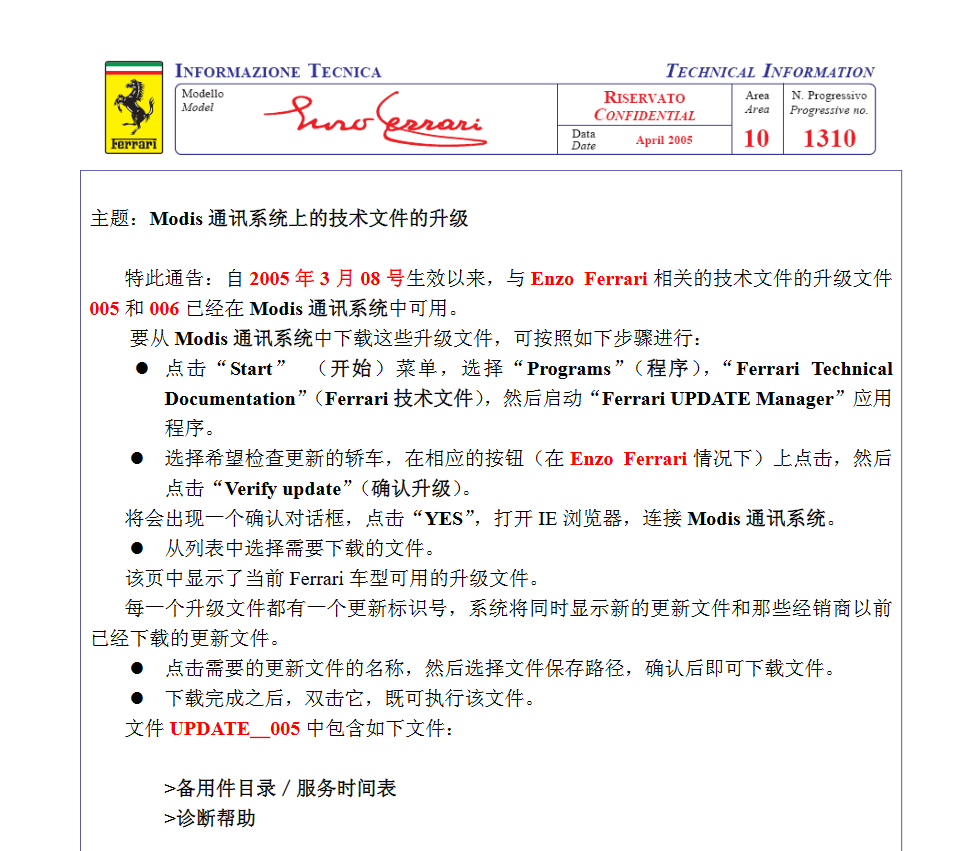 INFORMAZIONE TECNICA
TECHNICAL INFORMATION
Ferrari
Modello
Model
Enzo Ferrari
RISERVATO
CONFIDENTIAL
Data
Date
April 2005
Area
Area
10
N. Progressivo
Progressive no.
1310
主题：Modis 通讯系统上的技术文件的升级
特此通告：自 2005 年 3 月 08 号生效以来，与 Enzo Ferrari 相关的技术文件的升级文件
005 和 006 已经在 Modis 通讯系统中可用。
要从 Modis 通讯系统中下载这些升级文件，可按照如下步骤进行：
● 点击“Start” （开始）菜单，选择“Programs”（程序），“Ferrari Technical
Documentation”（Ferrari 技术文件），然后启动“Ferrari UPDATE Manager”应用
程序。
● 选择希望检查更新的轿车，在相应的按钮（在 Enzo Ferrari 情况下）上点击，然后
点击“Verify update”（确认升级）。
将会出现一个确认对话框，点击“YES”，打开 IE 浏览器，连接 Modis 通讯系统。
● 从列表中选择需要下载的文件。
该页中显示了当前 Ferrari 车型可用的升级文件。
每一个升级文件都有一个更新标识号，系统将同时显示新的更新文件和那些经销商以前
已经下载的更新文件。
● 点击需要的更新文件的名称，然后选择文件保存路径，确认后即可下载文件。
● 下载完成之后，双击它，既可执行该文件。
文件 UPDATE__005 中包含如下文件：
>备用件目录 / 服务时间表
>诊断帮助